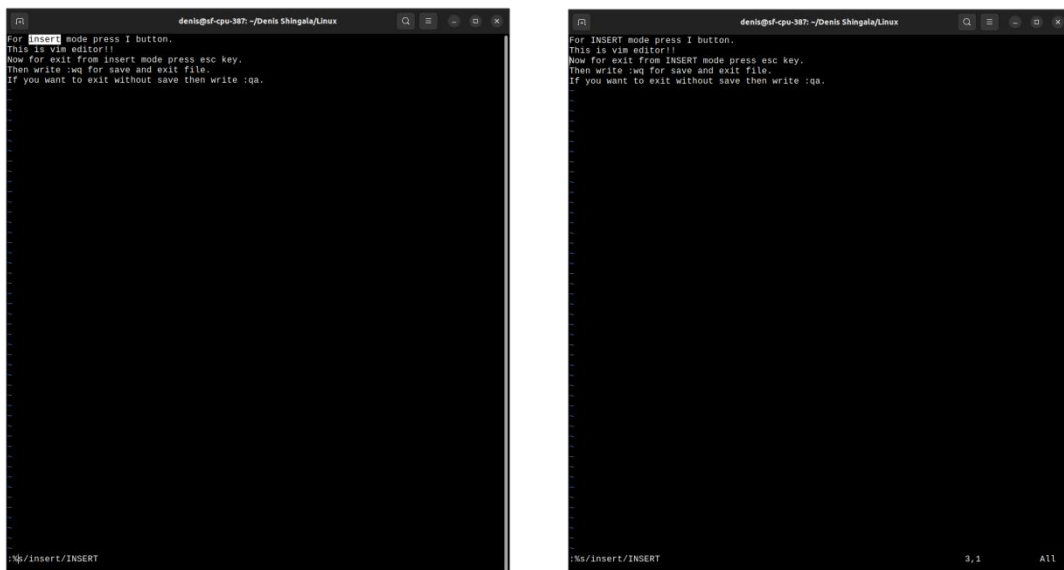 denis@sf-cpu-387: ~/Denis Shingala/Linux
For insert mode press I button.
This is vim editor!!
Now for exit from insert mode press esc key.
Then write :wq for save and exit file.
If you want to exit without save then write :qa.
:%s/insert/INSERT
denis@sf-cpu-387: ~/Denis Shingala/Linux
For INSERT mode press I button.
This is vim editor!!
Now for exit from INSERT mode press esc key.
Then write :wq for save and exit file.
If you want to exit without save then write :qa.
:%s/insert/INSERT 3,1 All